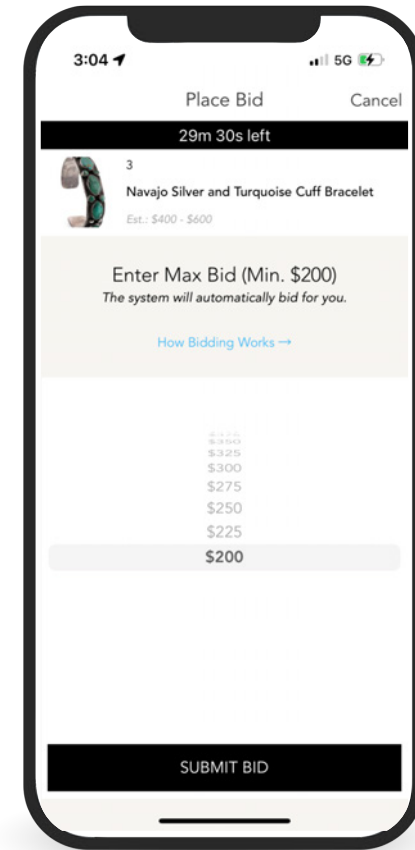 3:04
5G
Place Bid
Cancel
29m 30s left
3
Navajo Silver and Turquoise Cuff Bracelet
Est.: $400 - $600
Enter Max Bid (Min. $200)
The system will automatically bid for you.
How Bidding Works →
$375
$350
$325
$300
$275
$250
$225
$200
SUBMIT BID